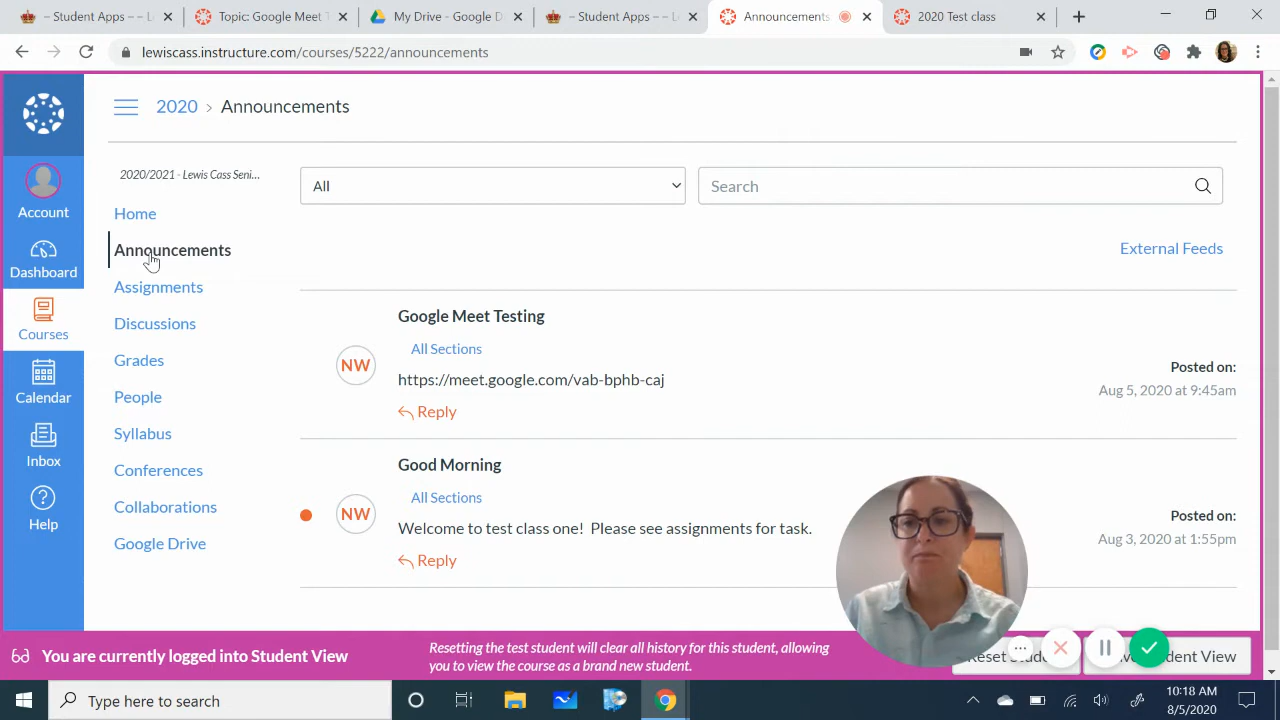 – Student Apps – L
Topic: Google Meet T
My Drive - Google D
– Student Apps – L
Announcements
2020 Test class
lewiscass.instructure.com/courses/5222/announcements
2020 > Announcements
2020/2021 - Lewis Cass Seni...
All
Search
Account
Home
Announcements
External Feeds
Dashboard
Assignments
Google Meet Testing
Discussions
Courses
All Sections
Grades
NW
Posted on:
https://meet.google.com/vab-bphb-caj
Aug 5, 2020 at 9:45am
Calendar
People
Reply
Syllabus
Inbox
Good Morning
Conferences
All Sections
NW
Posted on:
Collaborations
Help
Welcome to test class one!  Please see assignments for task.
Aug 3, 2020 at 1:55pm
Google Drive
Reply
You are currently logged into Student View
Resetting the test student will clear all history for this student, allowing
you to view the course as a brand new student.
Reset Stud
Student View
Type here to search
10:18 AM
8/5/2020